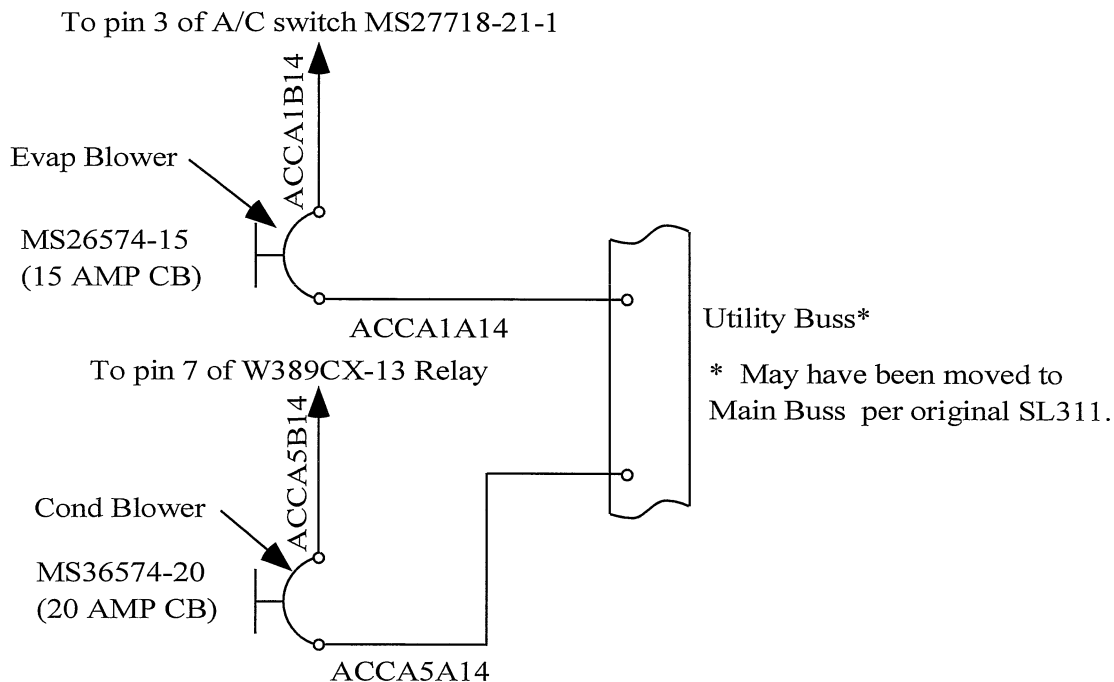 To pin 3 of A/C switch MS27718-21-1
ACCA1B14
Evap Blower
MS26574-15
(15 AMP CB)
ACCA1A14
Utility Buss*
* May have been moved to
Main Buss per original SL311.
To pin 7 of W389CX-13 Relay
ACCA5B14
Cond Blower
MS36574-20
(20 AMP CB)
ACCA5A14